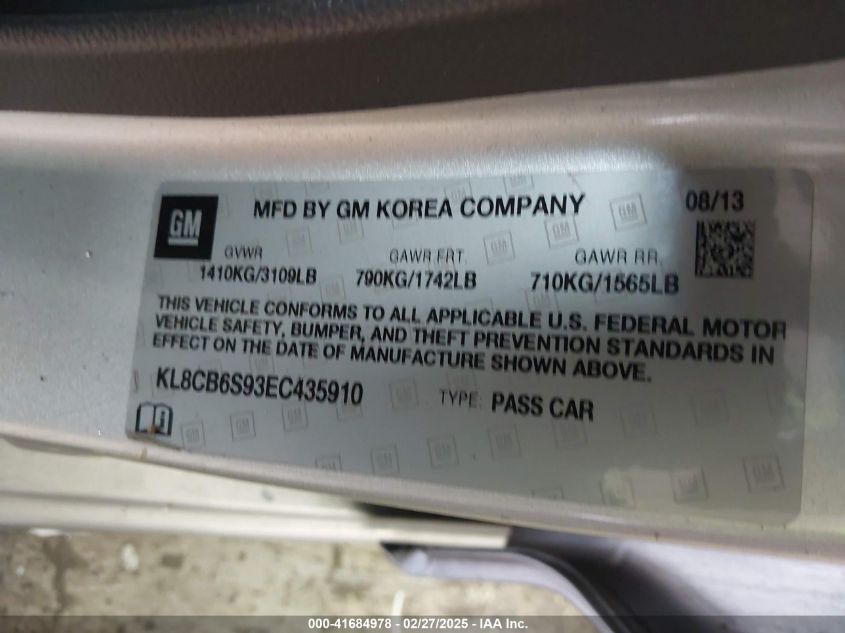 GM
MFD BY GM KOREA COMPANY
08/13
GVWR GAWR FRT. GAWR RR.
1410KG/3109LB 790KG/1742LB 710KG/1565LB
THIS VEHICLE CONFORMS TO ALL APPLICABLE U.S. FEDERAL MOTOR
VEHICLE SAFETY, BUMPER, AND THEFT PREVENTION STANDARDS IN
EFFECT ON THE DATE OF MANUFACTURE SHOWN ABOVE.
KL8CB6S93EC435910 TYPE: PASS CAR
000-41684978 - 02/27/2025 - IAA Inc.